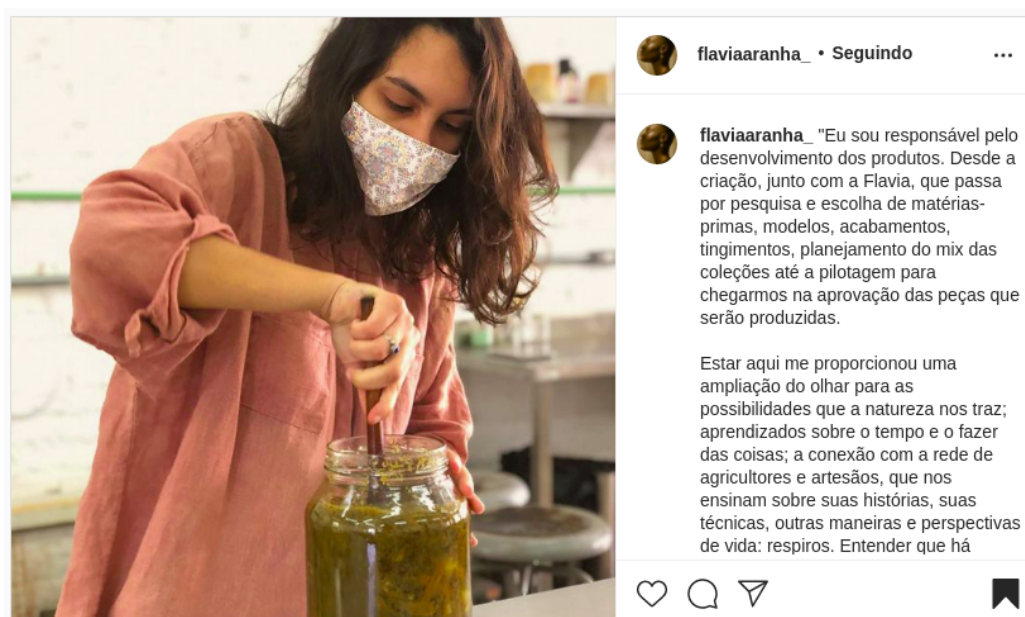 flaviaaranha_ • Seguindo
flaviaaranha_ "Eu sou responsável pelo
desenvolvimento dos produtos. Desde a
criação, junto com a Flavia, que passa
por pesquisa e escolha de matérias-
primas, modelos, acabamentos,
tingimentos, planejamento do mix das
coleções até a pilotagem para
chegarmos na aprovação das peças que
serão produzidas.
Estar aqui me proporcionou uma
ampliação do olhar para as
possibilidades que a natureza nos traz;
aprendizados sobre o tempo e o fazer
das coisas; a conexão com a rede de
agricultores e artesãos, que nos
ensinam sobre suas histórias, suas
técnicas, outras maneiras e perspectivas
de vida: respiros. Entender que há